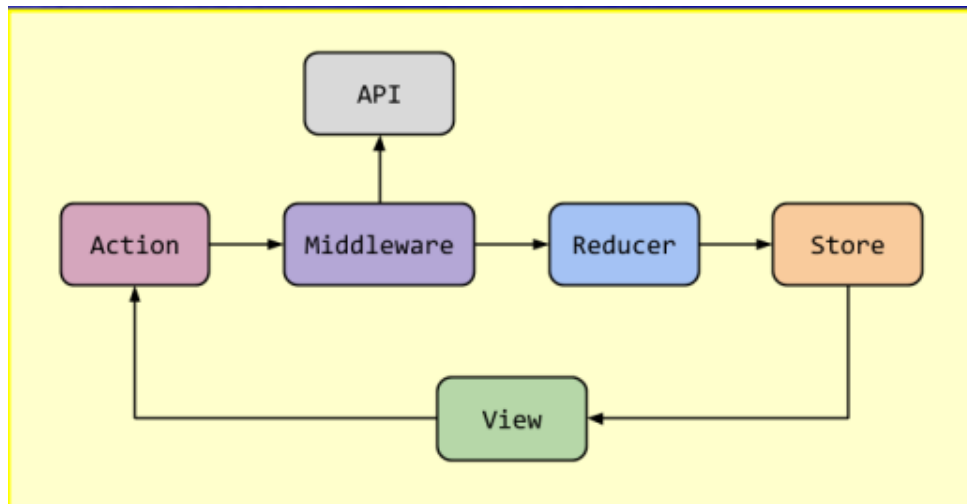 API
Action
Middleware
Reducer
Store
View